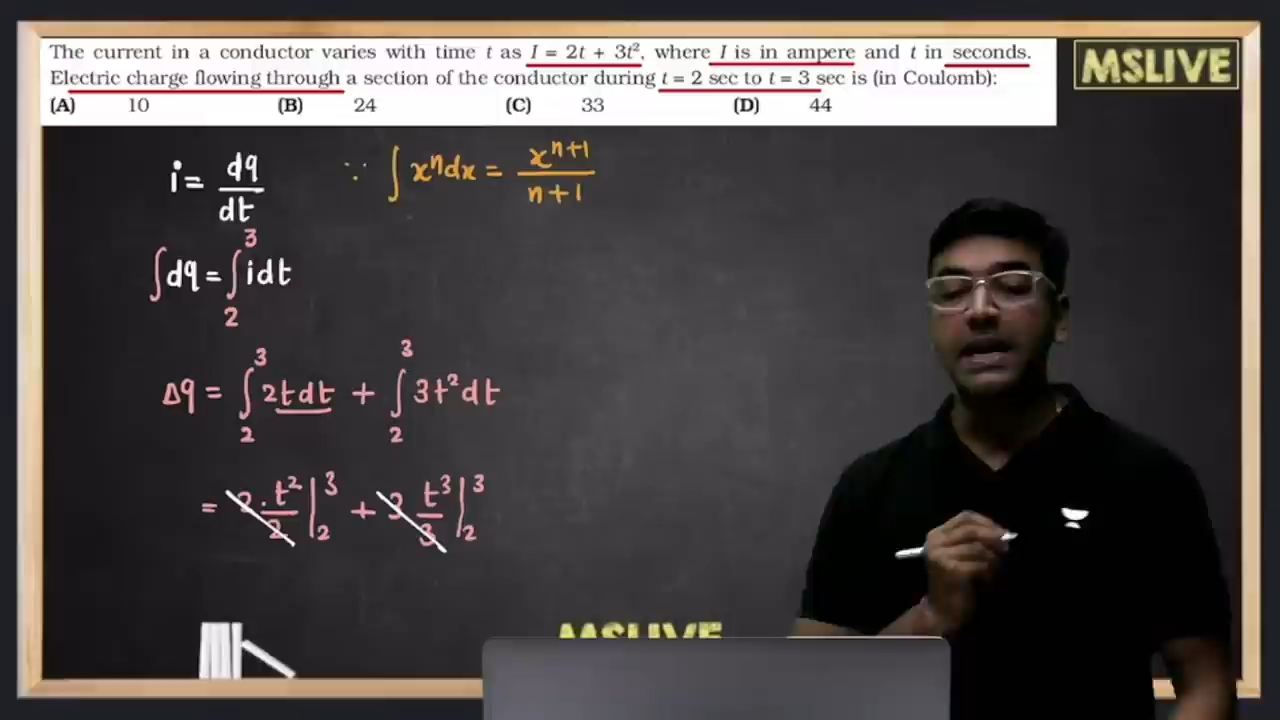 The current in a conductor varies with time t as I = 2t + 3t², where I is in ampere and t in seconds.
Electric charge flowing through a section of the conductor during t = 2 sec to t = 3 sec is (in Coulomb):
(A) 10 (B) 24 (C) 33 (D) 44
MSLIVE
i = dq/dt
∵ ∫xⁿdx = xⁿ⁺¹/n+1
∫dq = ∫₂³ idt
Δq = ∫₂³ 2tdt + ∫₂³ 3t²dt
= 2·t²/2 |₂³ + 3 t³/3 |₂³
MSLIVE